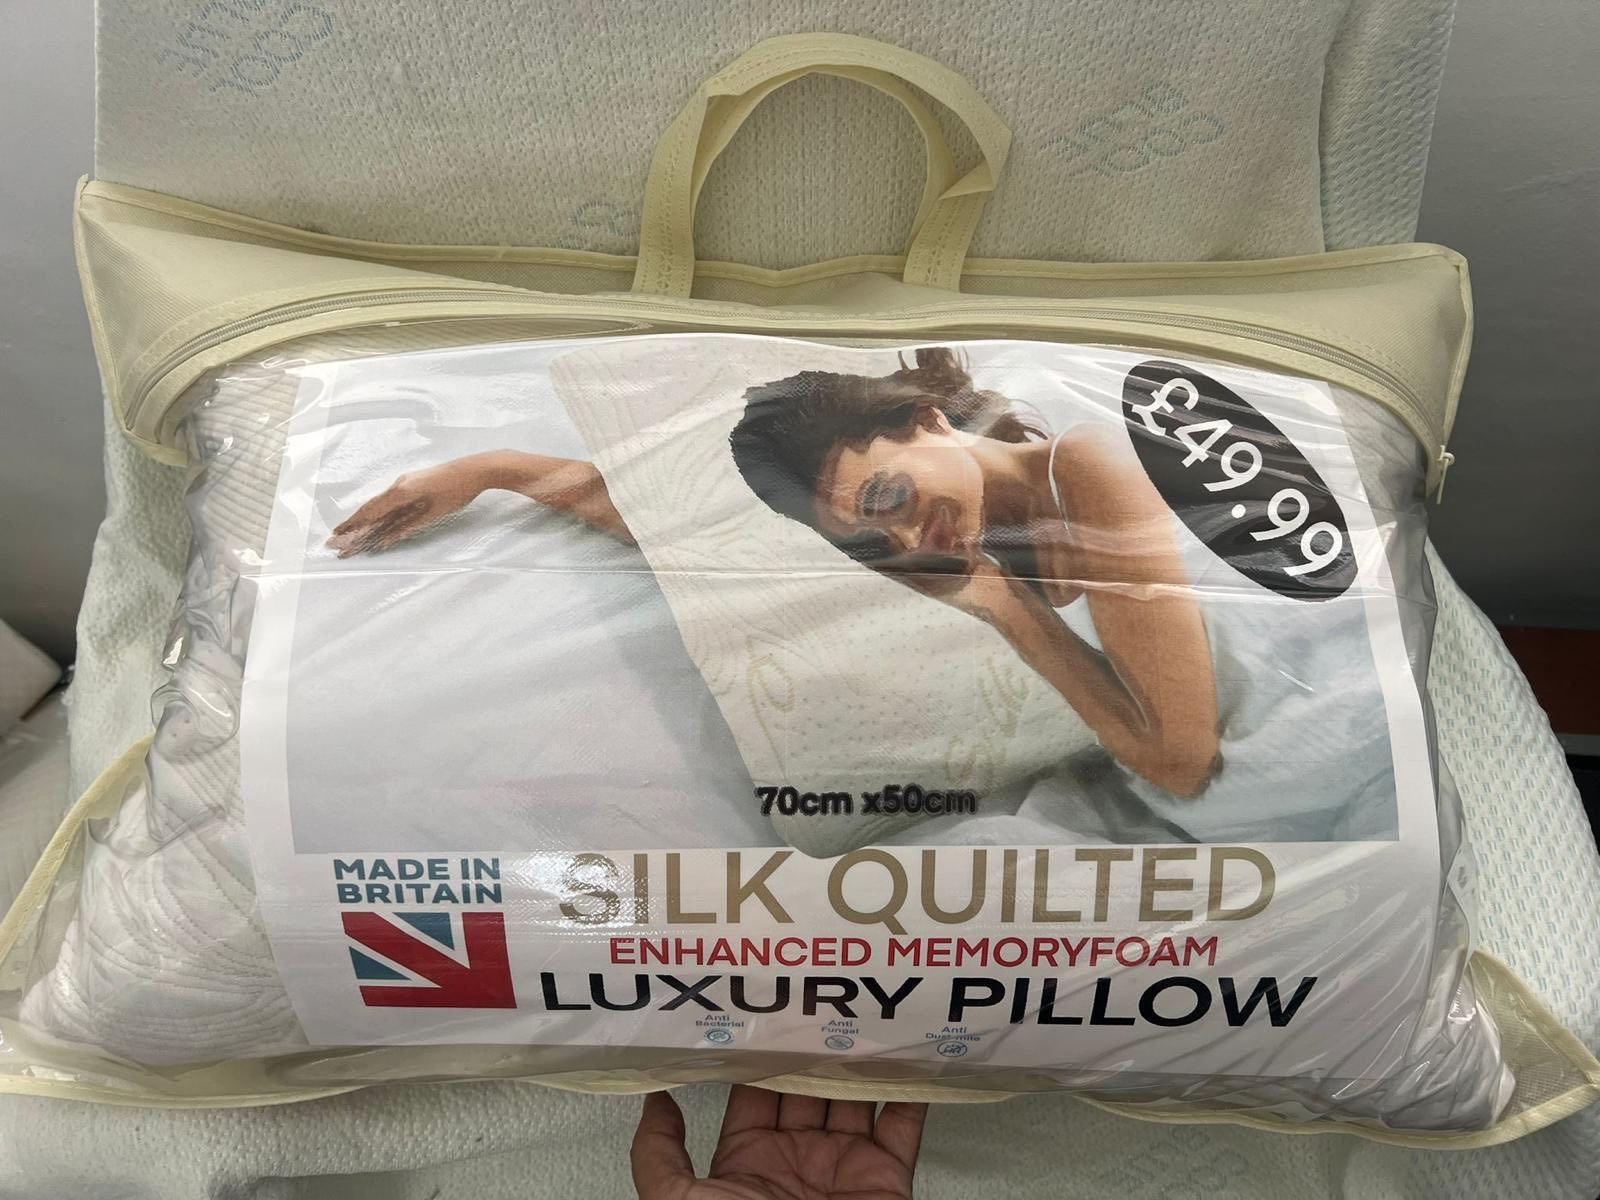 £49.99
Silk
70cm x50cm
MADE IN
BRITAIN
SILK QUILTED
ENHANCED MEMORYFOAM
LUXURY PILLOW
Anti
Bacterial
Anti
Fungal
Anti
Dust-mite